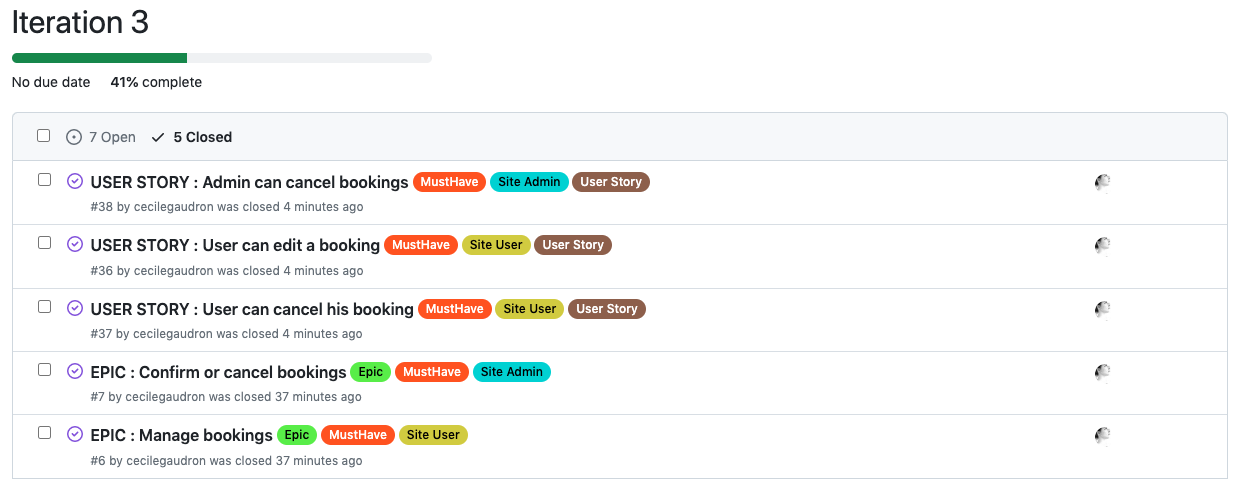 Iteration 3
No due date 41% complete
7 Open 5 Closed
USER STORY : Admin can cancel bookings MustHave Site Admin User Story
#38 by cecilegaudron was closed 4 minutes ago
USER STORY : User can edit a booking MustHave Site User User Story
#36 by cecilegaudron was closed 4 minutes ago
USER STORY : User can cancel his booking MustHave Site User User Story
#37 by cecilegaudron was closed 4 minutes ago
EPIC : Confirm or cancel bookings Epic MustHave Site Admin
#7 by cecilegaudron was closed 37 minutes ago
EPIC : Manage bookings Epic MustHave Site User
#6 by cecilegaudron was closed 37 minutes ago